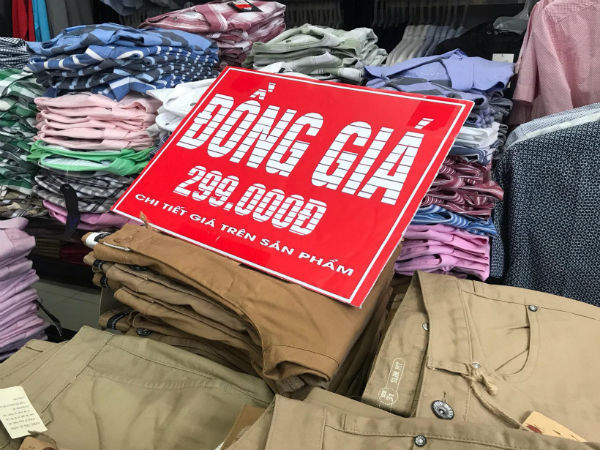 ĐỒNG GIÁ
299.000Đ
CHI TIẾT GIÁ TRÊN SẢN PHẨM